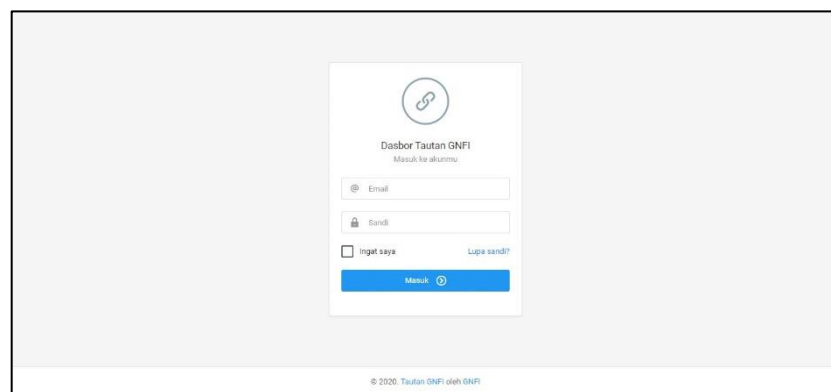 Dasbor Tautan GNFI
Masuk ke akunmu
@ Email
Sandi
Ingat saya
Lupa sandi?
Masuk
© 2020. Tautan GNFI oleh GNFI